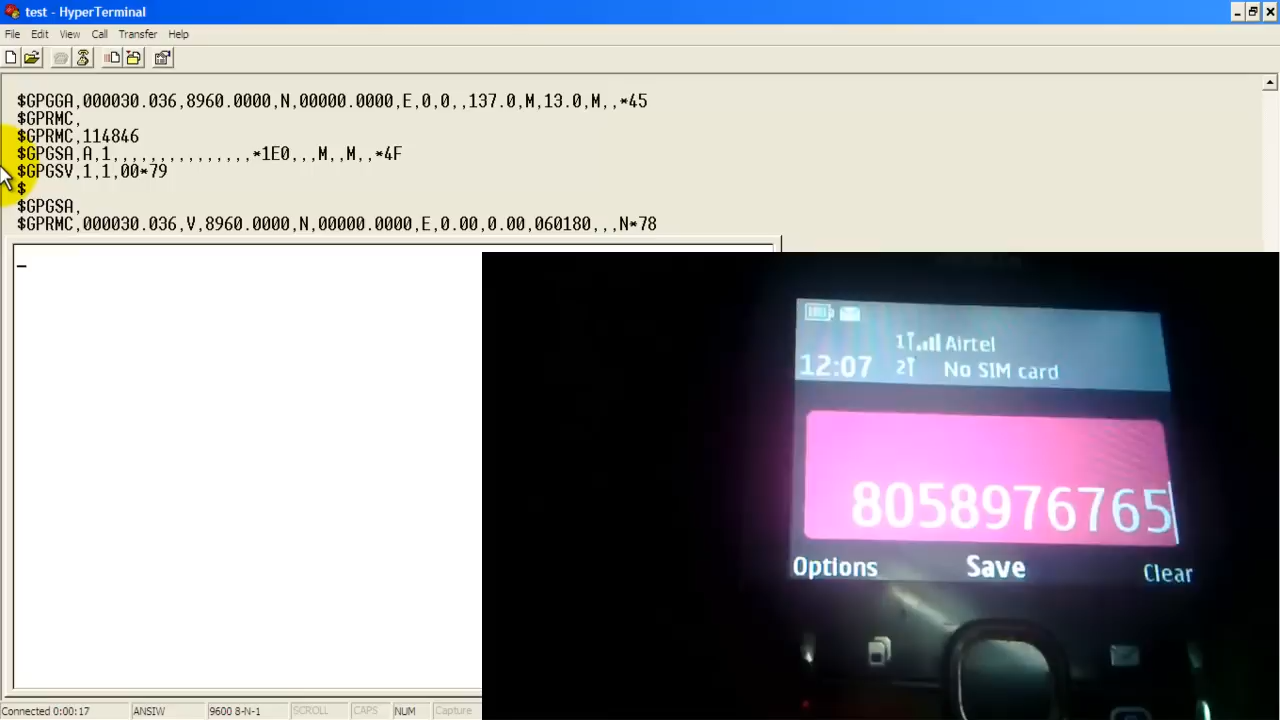 test - HyperTerminal
File Edit View Call Transfer Help
$GPGGA,000030.036,8960.0000,N,00000.0000,E,0,0,,137.0,M,13.0,M,,*45
$GPRMC,
$GPRMC,114846
$GPGSA,A,1,,,,,,,,,,,,,,,*1E0,,,M,,M,,*4F
$GPGSV,1,1,00*79
$
$GPGSA,
$GPRMC,000030.036,V,8960.0000,N,00000.0000,E,0.00,0.00,060180,,,N*78
_
1 Airtel
12:07 2 No SIM card
8058976765
Options Save Clear
Connected 0:00:17 ANSIW 9600 8-N-1 SCROLL CAPS NUM Capture